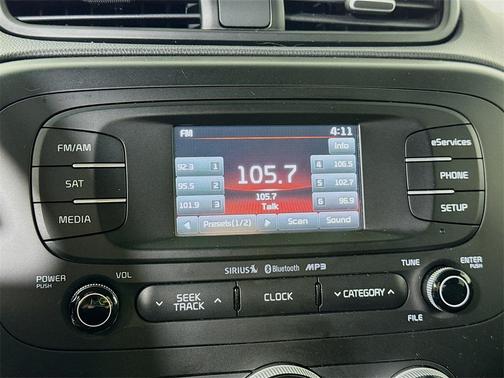 FM 4:11
Info
92.3 1 105.7 4 106.5
95.5 2 5 102.7
101.9 3 105.7 6 96.9
Talk
Presets(1/2) Scan Sound
FM/AM
SAT
MEDIA
eServices
PHONE
SETUP
SIRIUS Bluetooth MP3
POWER PUSH VOL
SEEK TRACK
CLOCK
CATEGORY
TUNE ENTER PUSH
FILE